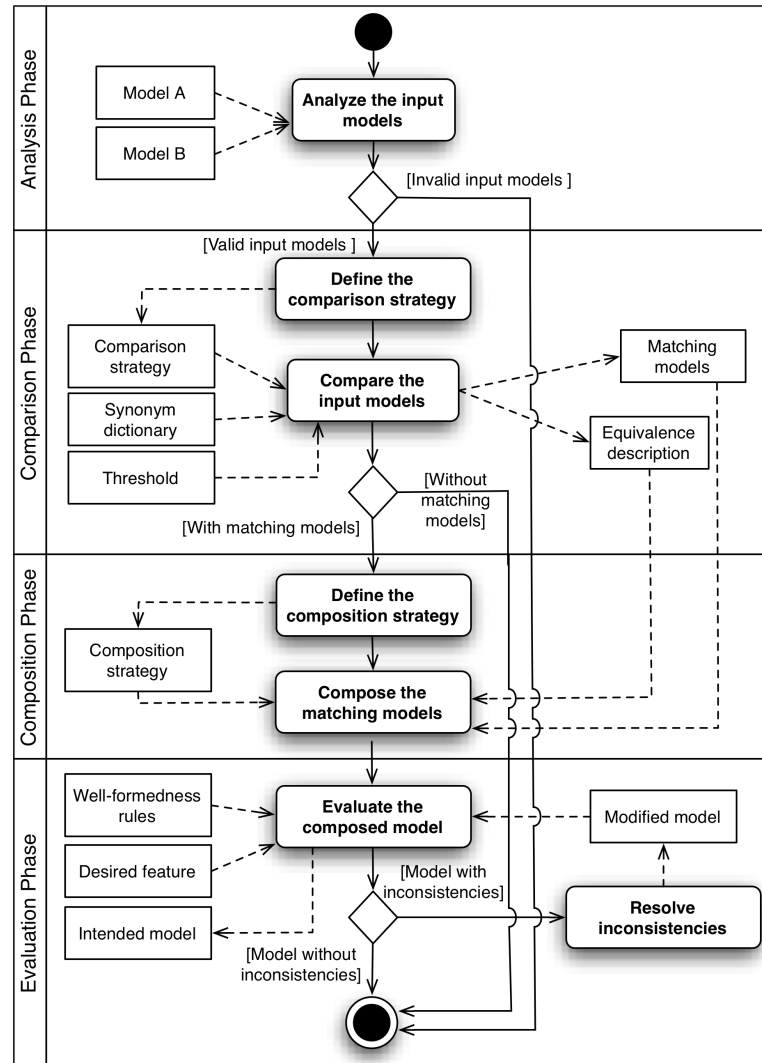 Analysis Phase
Model A
Model B
Analyze the input
models
[Invalid input models ]
[Valid input models ]
Comparison Phase
Define the
comparison strategy
Comparison
strategy
Compare the
input models
Matching
models
Synonym
dictionary
Equivalence
description
Threshold
[Without
matching
models]
[With matching models]
Composition Phase
Define the
composition strategy
Composition
strategy
Compose the
matching models
Evaluation Phase
Well-formedness
rules
Evaluate the
composed model
Modified model
Desired feature
[Model with
inconsistencies]
Intended model
Resolve
inconsistencies
[Model without
inconsistencies]